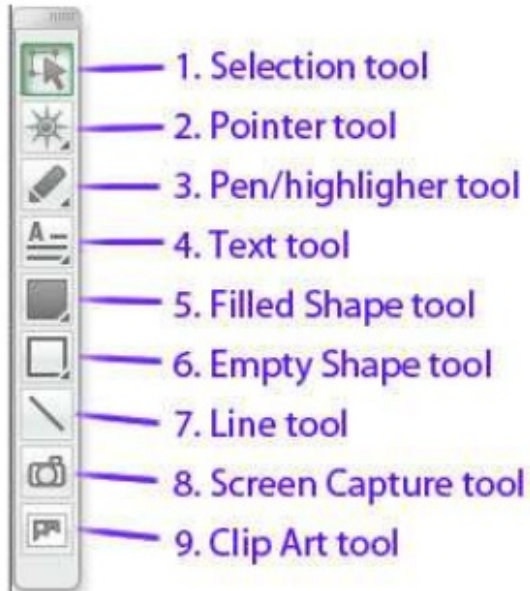 1. Selection tool
2. Pointer tool
3. Pen/highligher tool
4. Text tool
5. Filled Shape tool
6. Empty Shape tool
7. Line tool
8. Screen Capture tool
9. Clip Art tool